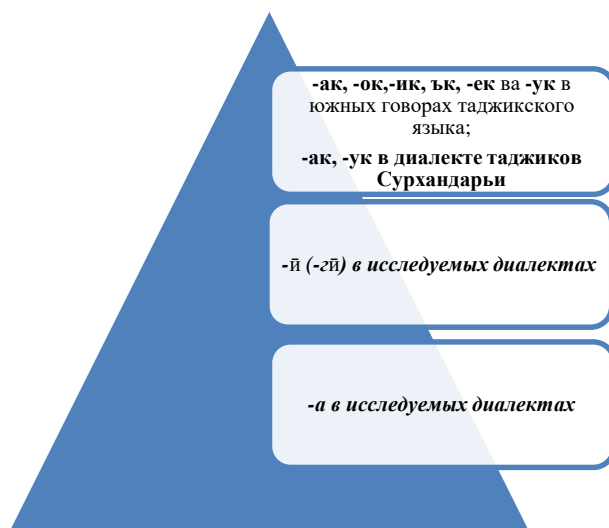 -ак, -ок,-ик, ък, -ек ва -ук в
южных говорах таджикского
языка;
-ак, -ук в диалекте таджиков
Сурхандарьи
-ӣ (-гӣ) в исследуемых диалектах
-а в исследуемых диалектах